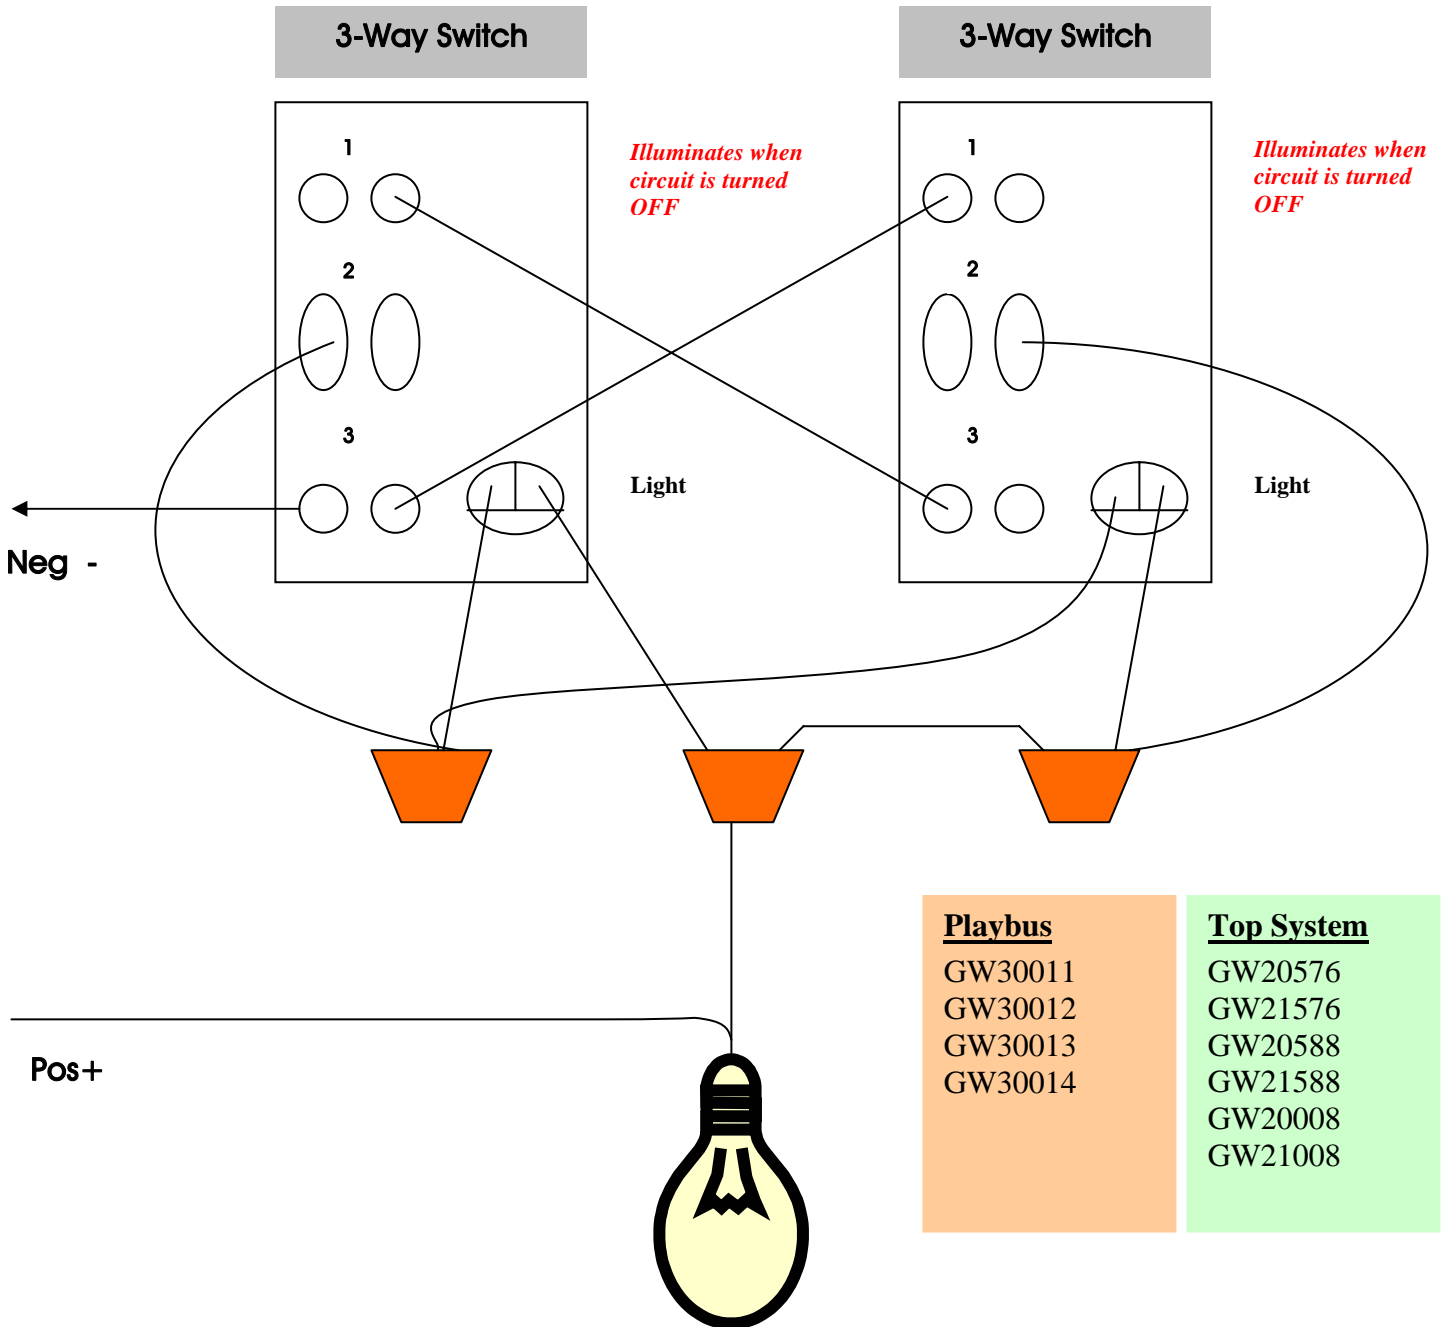 3-Way Switch
3-Way Switch
1
Illuminates when
circuit is turned
OFF
2
3
Light
1
Illuminates when
circuit is turned
OFF
2
3
Light
Neg -
Pos+
Playbus
GW30011
GW30012
GW30013
GW30014
Top System
GW20576
GW21576
GW20588
GW21588
GW20008
GW21008